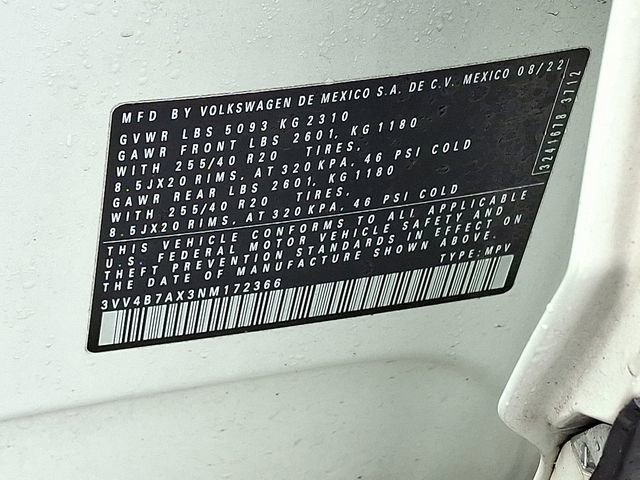 MFD BY VOLKSWAGEN DE MEXICO S.A. DE C.V. MEXICO 08/22
GVWR LBS 5093 KG 2310
GAWR FRONT LBS 2601, KG 1180
WITH 255/40 R20 TIRES,
8.5JX20 RIMS, AT 320 KPA, 46 PSI COLD
GAWR REAR LBS 2601, KG 1180
WITH 255/40 R20 TIRES,
8.5JX20 RIMS, AT 320 KPA, 46 PSI COLD
THIS VEHICLE CONFORMS TO ALL APPLICABLE
U.S. FEDERAL MOTOR VEHICLE SAFETY AND
THEFT PREVENTION STANDARDS IN EFFECT ON
THE DATE OF MANUFACTURE SHOWN ABOVE.
3VV4B7AX3NM172366 TYPE: MPV
3241678 3712